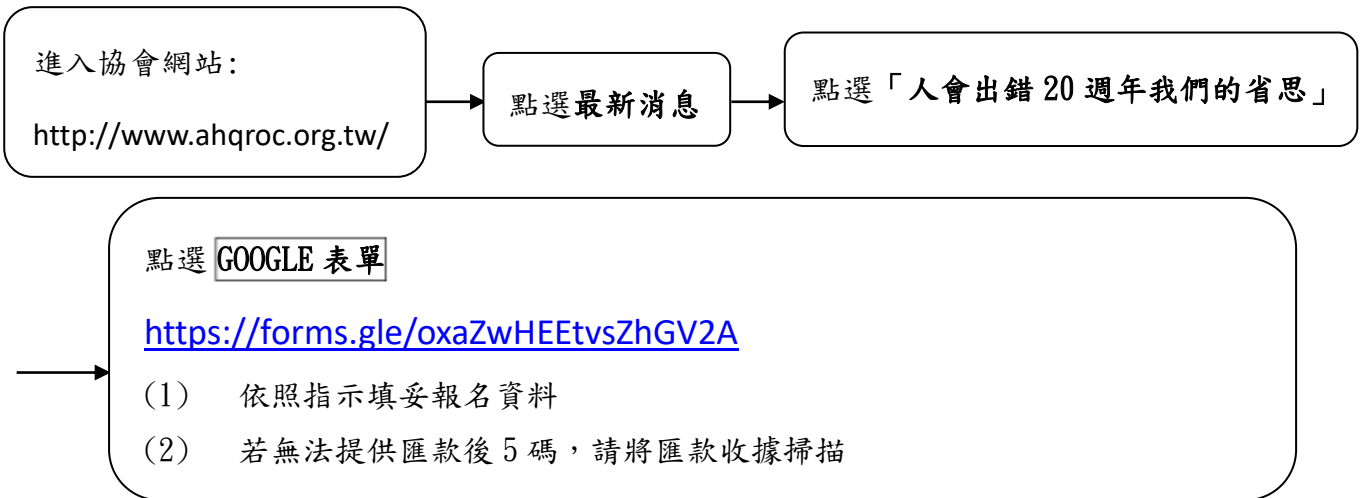 進入協會網站:
http://www.ahqroc.org.tw/
點選最新消息
點選「人會出錯 20 週年我們的省思」
點選 GOOGLE 表單
https://forms.gle/oxaZwHEEtvsZhGV2A
(1) 依照指示填妥報名資料
(2) 若無法提供匯款後 5 碼，請將匯款收據掃描